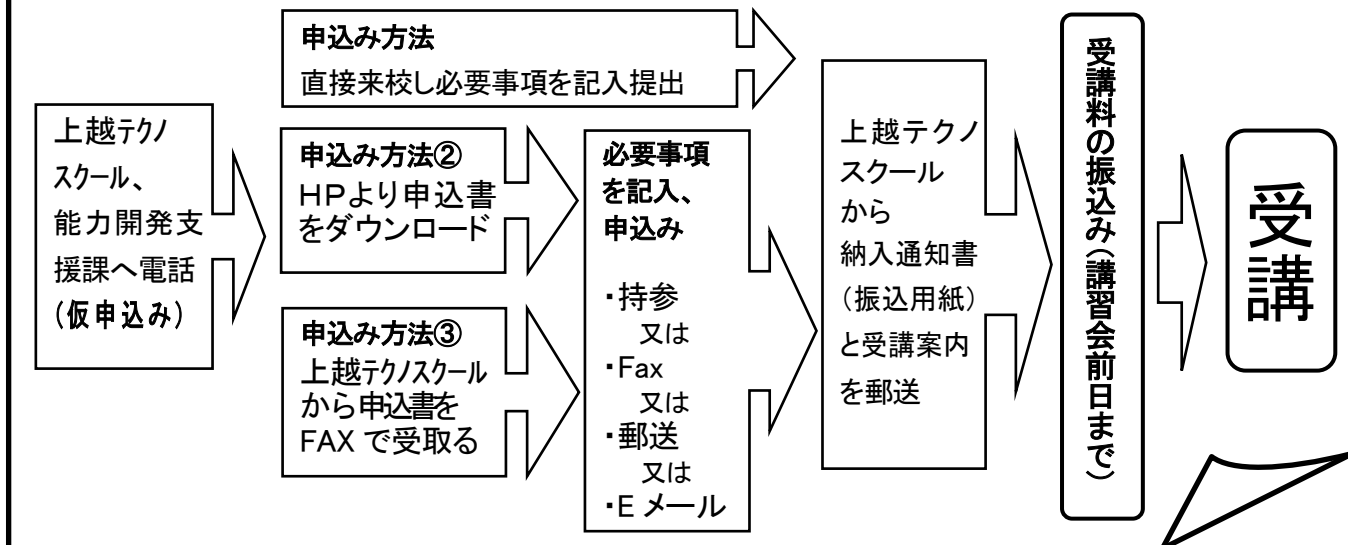 上越テクノ
スクール、
能力開発支
援課へ電話
(仮申込み)
申込み方法
直接来校し必要事項を記入提出
申込み方法②
HPより申込書
をダウンロード
申込み方法③
上越テクノスクール
から申込書を
FAX で受取る
必要事項
を記入、
申込み
・持参
又は
・Fax
又は
・郵送
又は
・E メール
上越テクノ
スクール
から
納入通知書
(振込用紙)
と受講案内
を郵送
受講料の振込み(講習会前日まで)
受講